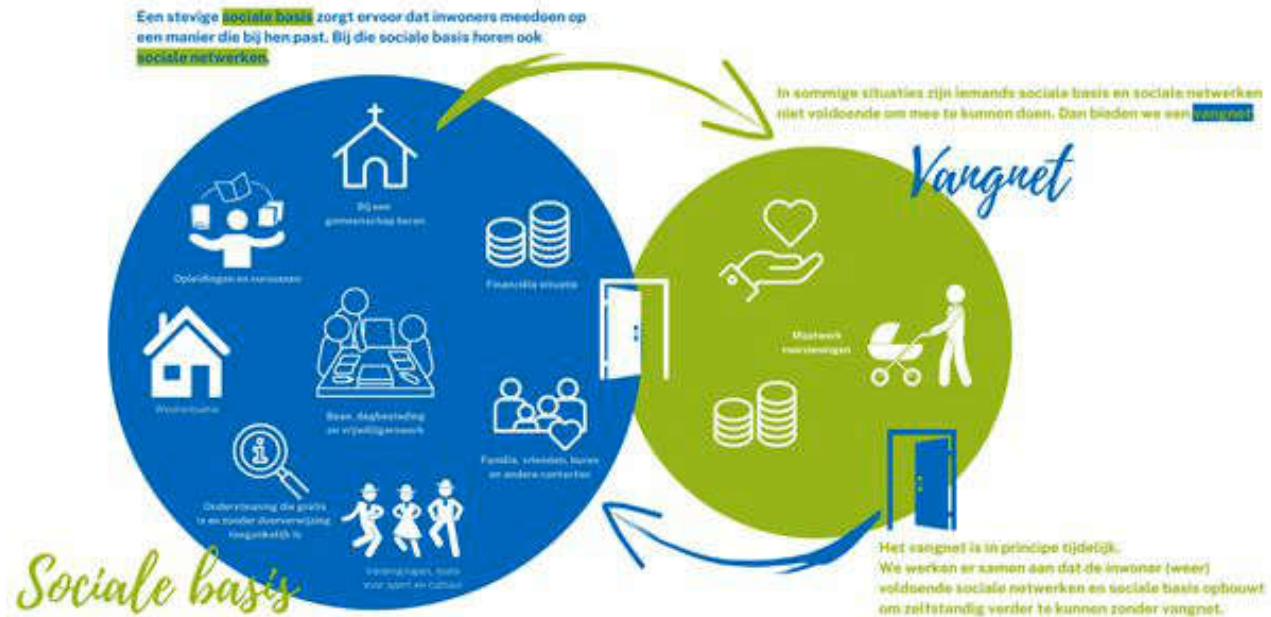 Een stevige sociale basis zorgt ervoor dat inwoners meedoen op
een manier die bij hen past. Bij die sociale basis horen ook
sociale netwerken.
In sommige situaties zijn iemands sociale basis en sociale netwerken
niet voldoende om mee te kunnen doen. Dan bieden we een vangnet.
Vangnet
Bij een
gemeenschap horen
Opleidingen en cursussen
Financiële situatie
Maatwerk
voorzieningen
Woonsituatie
Baan, dagbesteding
en vrijwilligerswerk
Familie, vrienden, buren
en andere contacten
Ondersteuning die gratis
is en zonder doorverwijzing
toegankelijk is
Verenigingen, zoals
voor sport en cultuur
Sociale basis
Het vangnet is in principe tijdelijk.
We werken er samen aan dat de inwoner (weer)
voldoende sociale netwerken en sociale basis opbouwt
om zelfstandig verder te kunnen zonder vangnet.